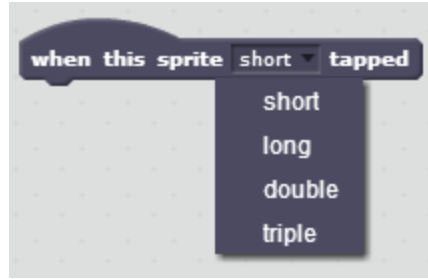 when this sprite short tapped
short
long
double
triple